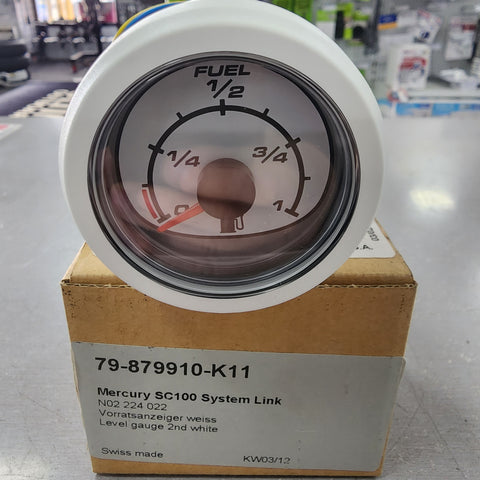 FUEL
1/2
1/4
3/4
0
1
79-879910-K11
Mercury SC100 System Link
N02 224 022
Vorratsanzeiger weiss
Level gauge 2nd white
Swiss made
KW03/12